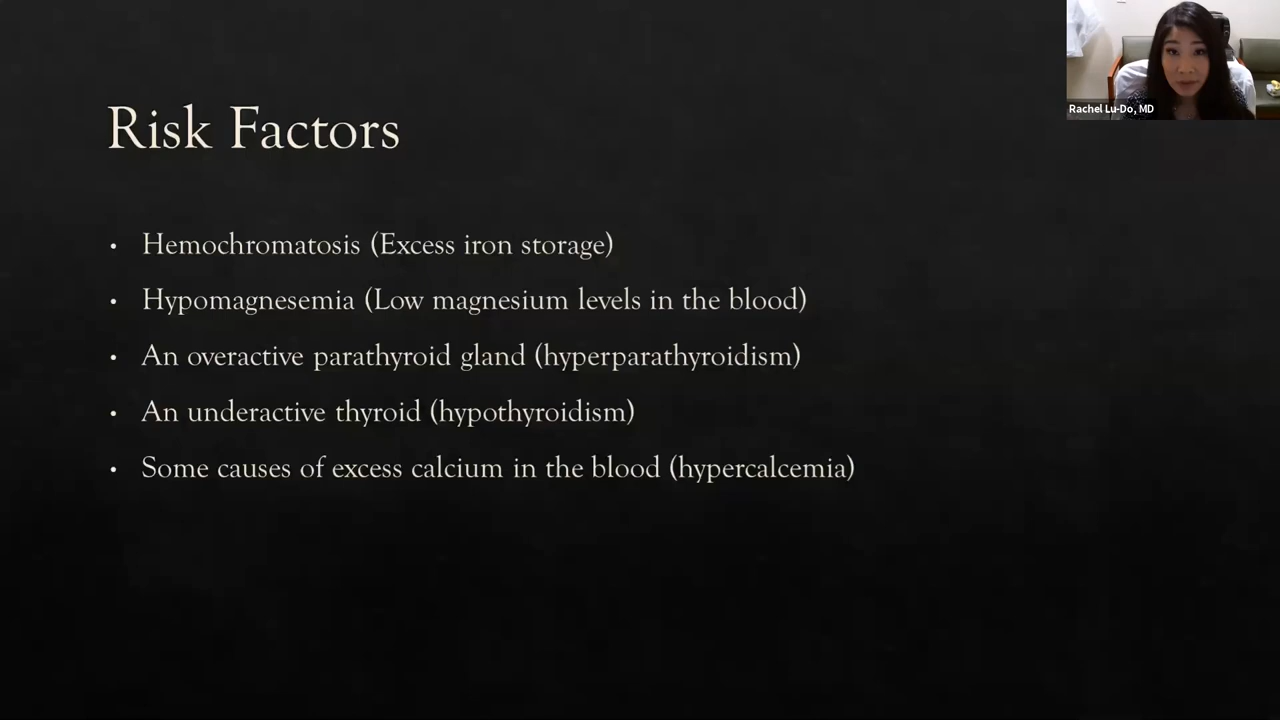 Rachel Lu-Do, MD
Risk Factors
• Hemochromatosis (Excess iron storage)
• Hypomagnesemia (Low magnesium levels in the blood)
• An overactive parathyroid gland (hyperparathyroidism)
• An underactive thyroid (hypothyroidism)
• Some causes of excess calcium in the blood (hypercalcemia)